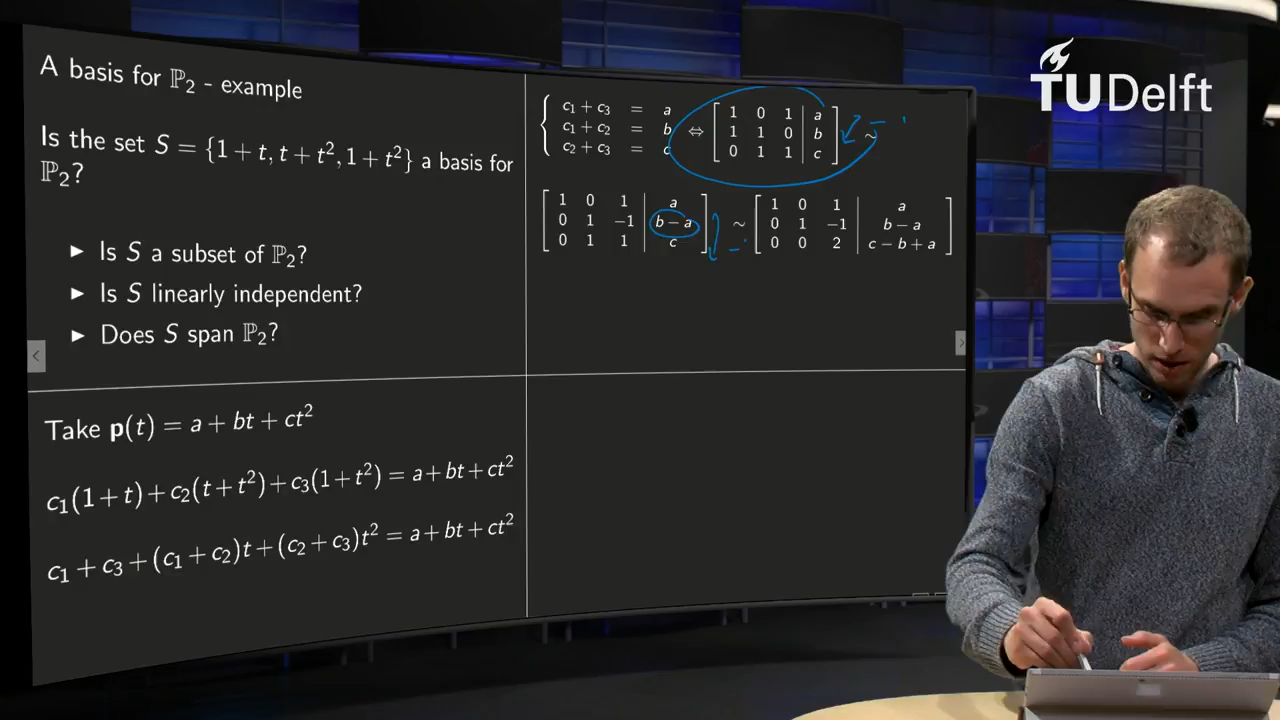 A basis for ℙ₂ - example
Is the set S = {1 + t, t + t², 1 + t²} a basis for
ℙ₂?
► Is S a subset of ℙ₂?
► Is S linearly independent?
► Does S span ℙ₂?
Take p(t) = a + bt + ct²
c₁(1 + t) + c₂(t + t²) + c₃(1 + t²) = a + bt + ct²
c₁ + c₃ + (c₁ + c₂)t + (c₂ + c₃)t² = a + bt + ct²
{ c₁ + c₃ = a ⇔ [ 1 0 1 | a ] ~
c₁ + c₂ = b [ 1 1 0 | b ]
c₂ + c₃ = c [ 0 1 1 | c ]
[ 1 0 1 | a ] ~ [ 1 0 1 | a ]
[ 0 1 −1 | b − a ] [ 0 1 −1 | b − a ]
[ 0 1 1 | c ] [ 0 0 2 | c − b + a ]
TU Delft